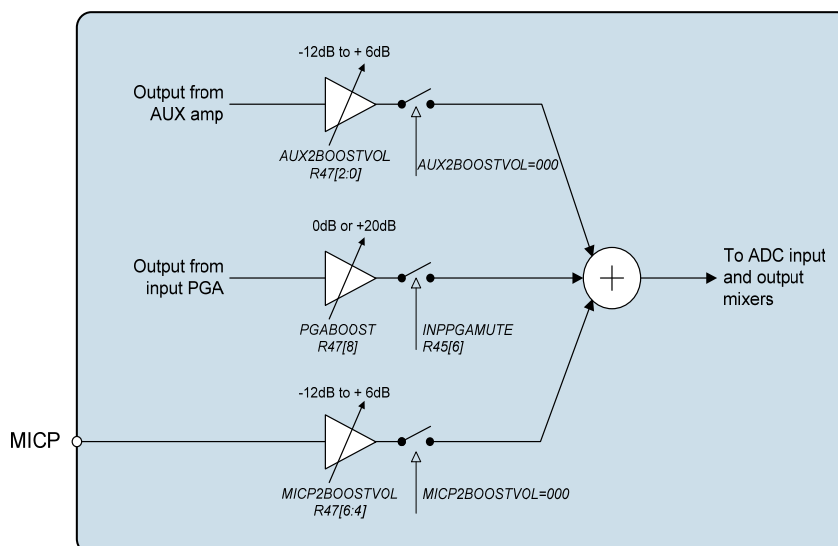 -12dB to + 6dB
Output from
AUX amp
AUX2BOOSTVOL
R47[2:0]
AUX2BOOSTVOL=000
0dB or +20dB
Output from
input PGA
PGABOOST
R47[8]
INPPGAMUTE
R45[6]
+
To ADC input
and output
mixers
-12dB to + 6dB
MICP
MICP2BOOSTVOL
R47[6:4]
MICP2BOOSTVOL=000